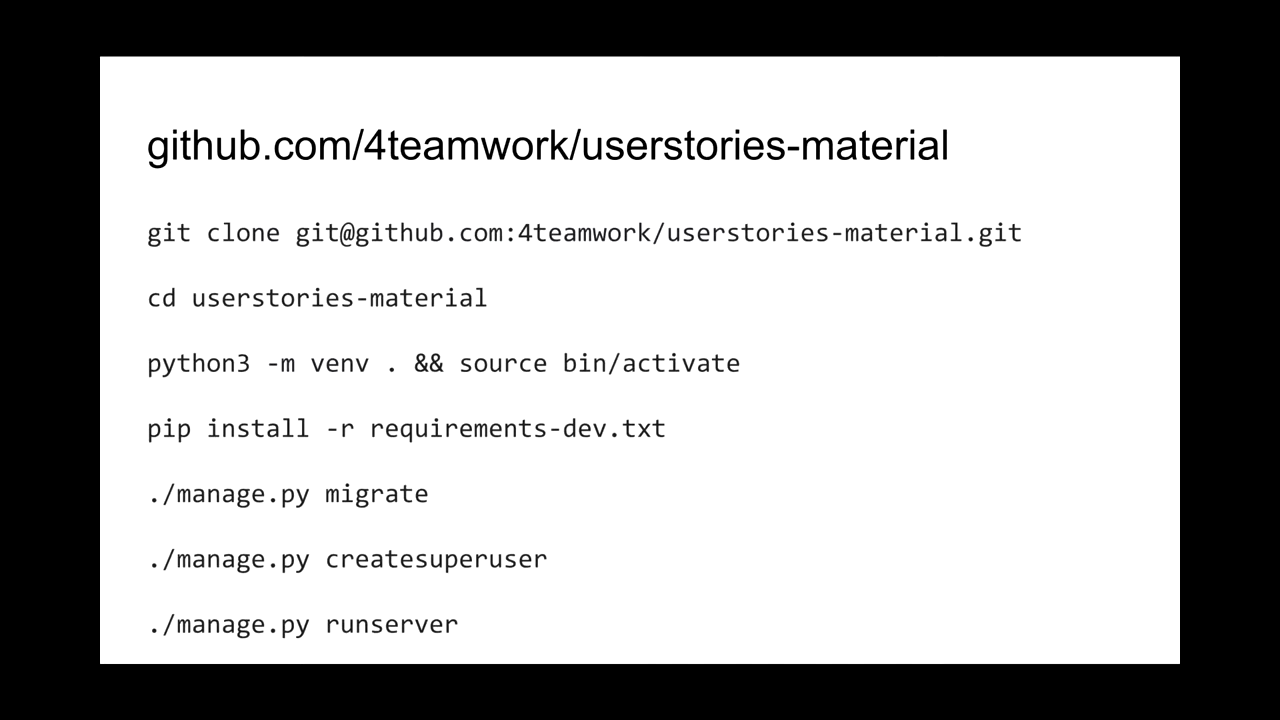 github.com/4teamwork/userstories-material
git clone git@github.com:4teamwork/userstories-material.git
cd userstories-material
python3 -m venv . && source bin/activate
pip install -r requirements-dev.txt
./manage.py migrate
./manage.py createsuperuser
./manage.py runserver